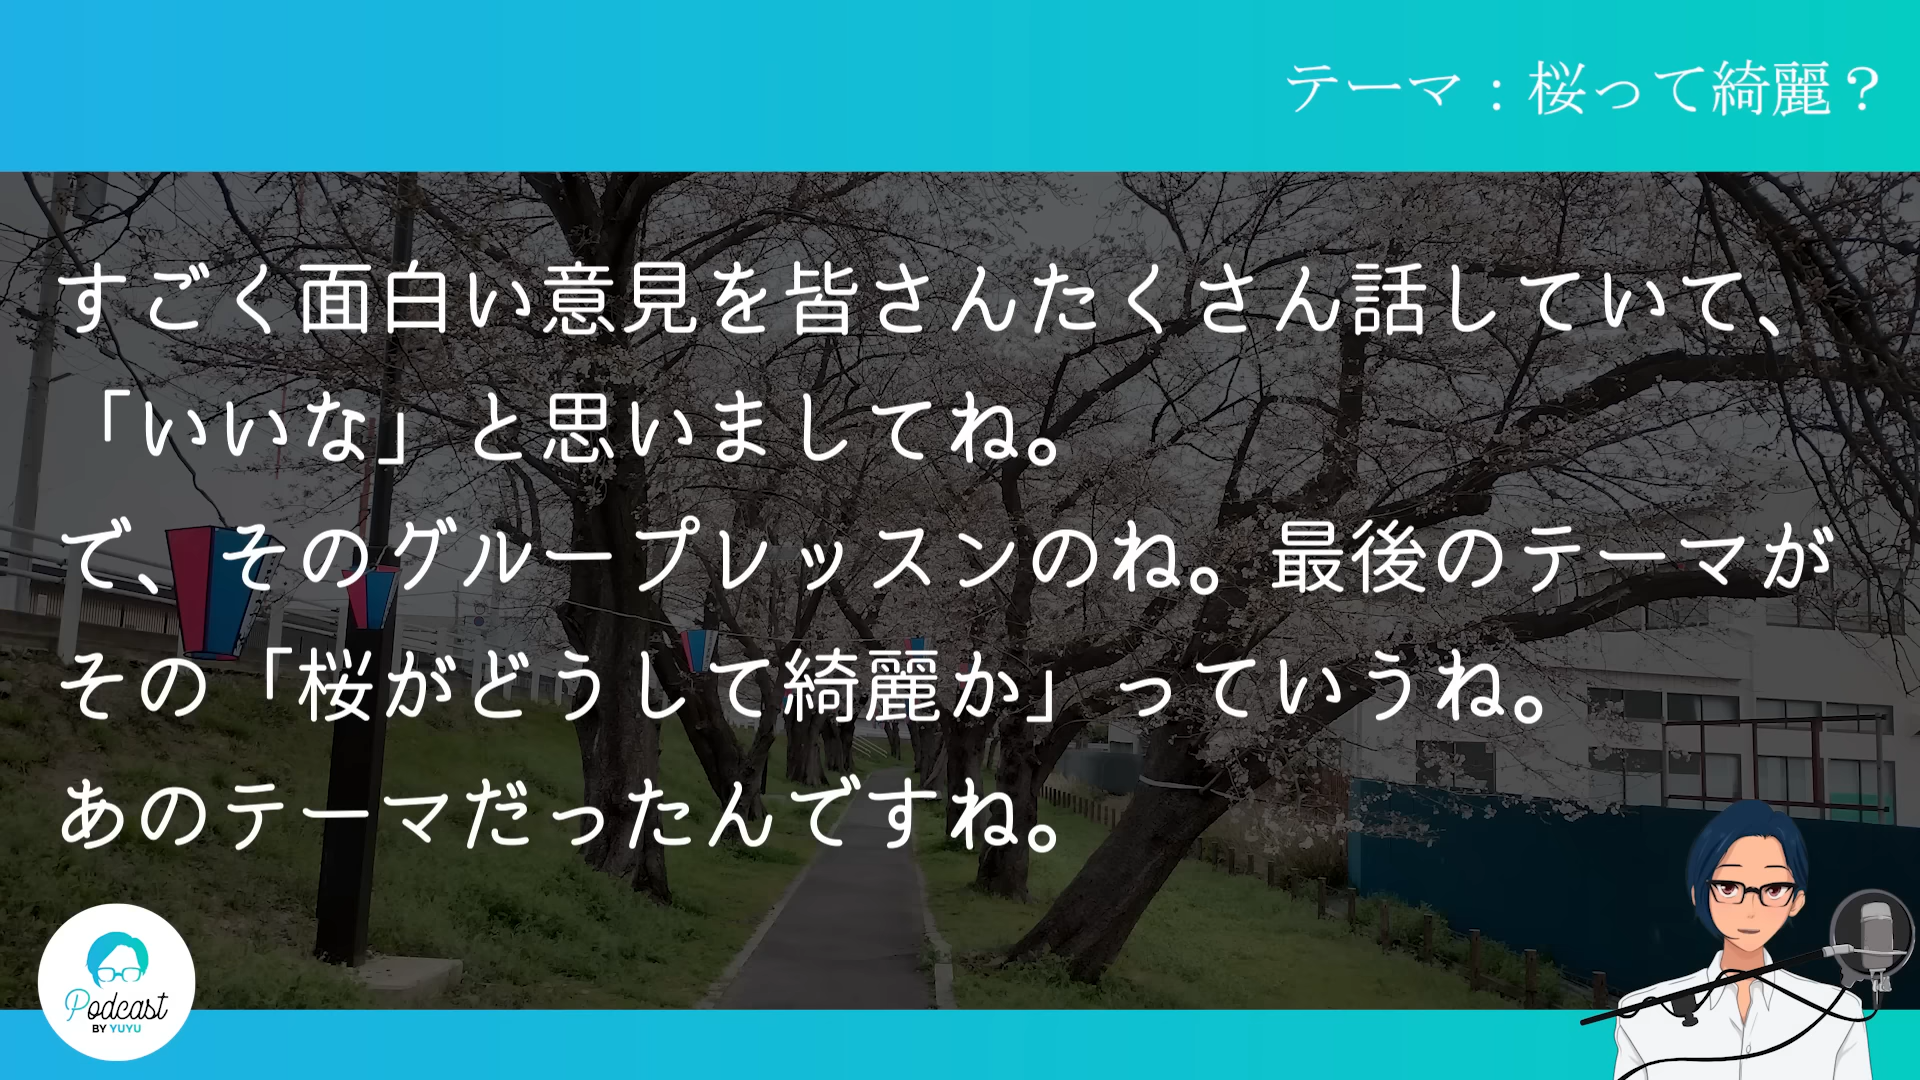 テーマ：桜って綺麗？
すごく面白い意見を皆さんたくさん話していて、
「いいな」と思いましてね。
で、そのグループレッスンのね。最後のテーマが
その「桜がどうして綺麗か」っていうね。
あのテーマだったんですね。
Podcast
BY YUYU